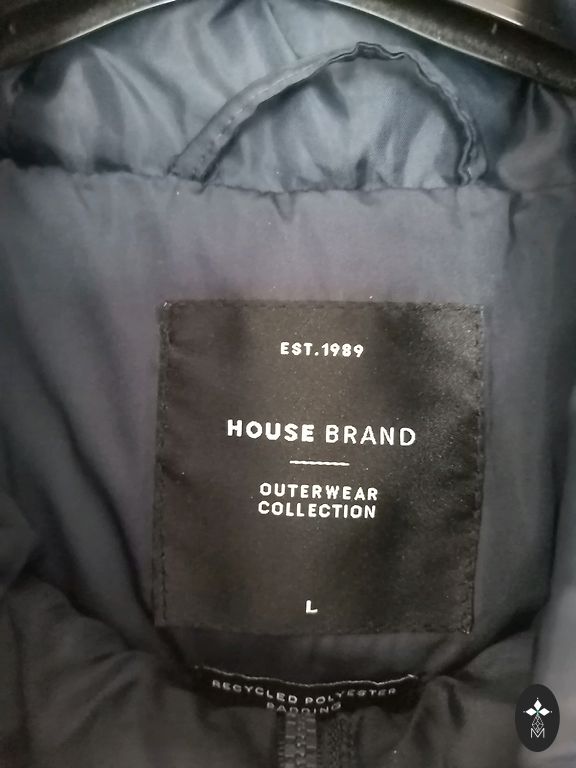 EST.1989
HOUSE BRAND
OUTERWEAR
COLLECTION
L
RECYCLED POLYESTER
PADDING
M